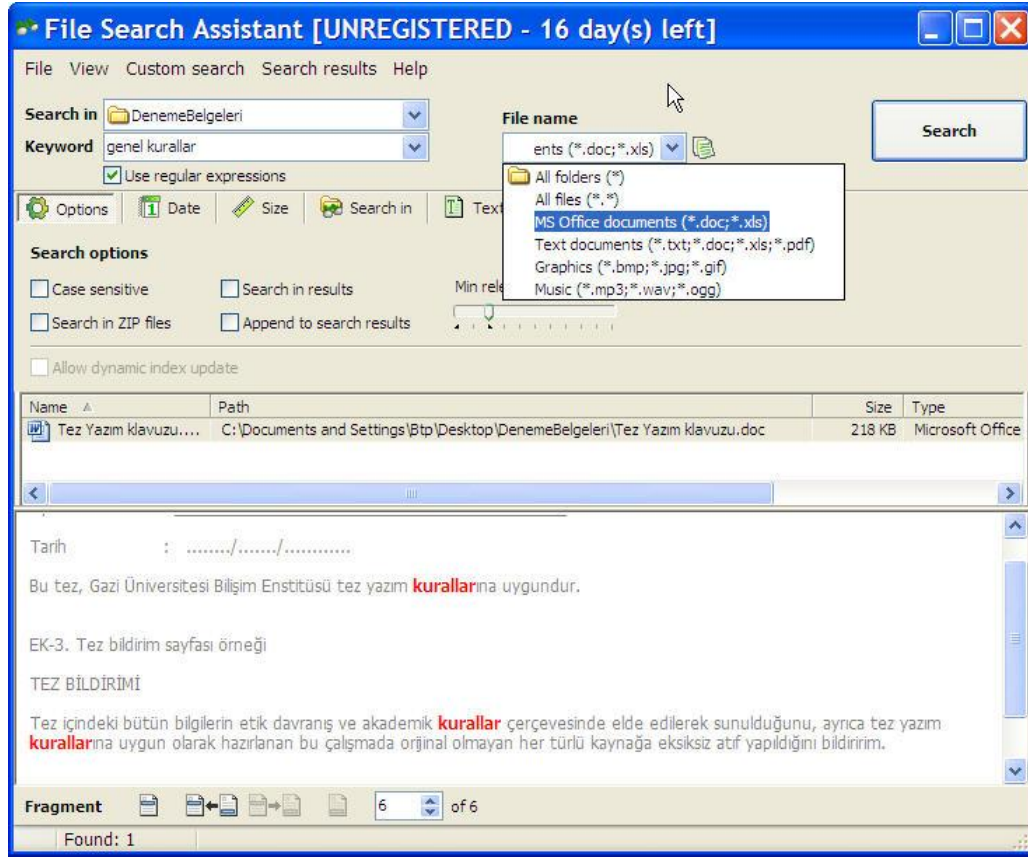 File Search Assistant [UNREGISTERED - 16 day(s) left]
File View Custom search Search results Help
Search in DenemeBelgeleri
File name
Search
Keyword genel kurallar
ents (*.doc;*.xls)
Use regular expressions
All folders (*)
All files (*.*)
MS Office documents (*.doc;*.xls)
Text documents (*.txt;*.doc;*.xls;*.pdf)
Graphics (*.bmp;*.jpg;*.gif)
Music (*.mp3;*.wav;*.ogg)
Options Date Size Search in Text
Search options
Case sensitive Search in results Min rele
Search in ZIP files Append to search results
Allow dynamic index update
Name Path Size Type
Tez Yazım klavuzu.... C:\Documents and Settings\Btp\Desktop\DenemeBelgeleri\Tez Yazım klavuzu.doc 218 KB Microsoft Office
Tarih : ......../......./............
Bu tez, Gazi Üniversitesi Bilişim Enstitüsü tez yazım kurallarına uygundur.
EK-3. Tez bildirim sayfası örneği
TEZ BİLDİRİMİ
Tez içindeki bütün bilgilerin etik davranış ve akademik kurallar çerçevesinde elde edilerek sunulduğunu, ayrıca tez yazım
kurallarına uygun olarak hazırlanan bu çalışmada orijinal olmayan her türlü kaynağa eksiksiz atıf yapıldığını bildiririm.
Fragment 6 of 6
Found: 1